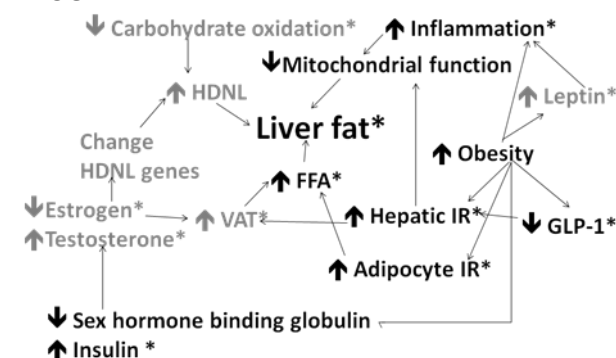 ↓ Carbohydrate oxidation*
↑ Inflammation*
↓Mitochondrial function
↑ HDNL
↑ Leptin*
Liver fat*
Change
HDNL genes
↑ Obesity
↑ FFA*
↓Estrogen*
↑Testosterone*
↑ VAT*
↑ Hepatic IR*
↓ GLP-1*
↑ Adipocyte IR*
↓ Sex hormone binding globulin
↑ Insulin *